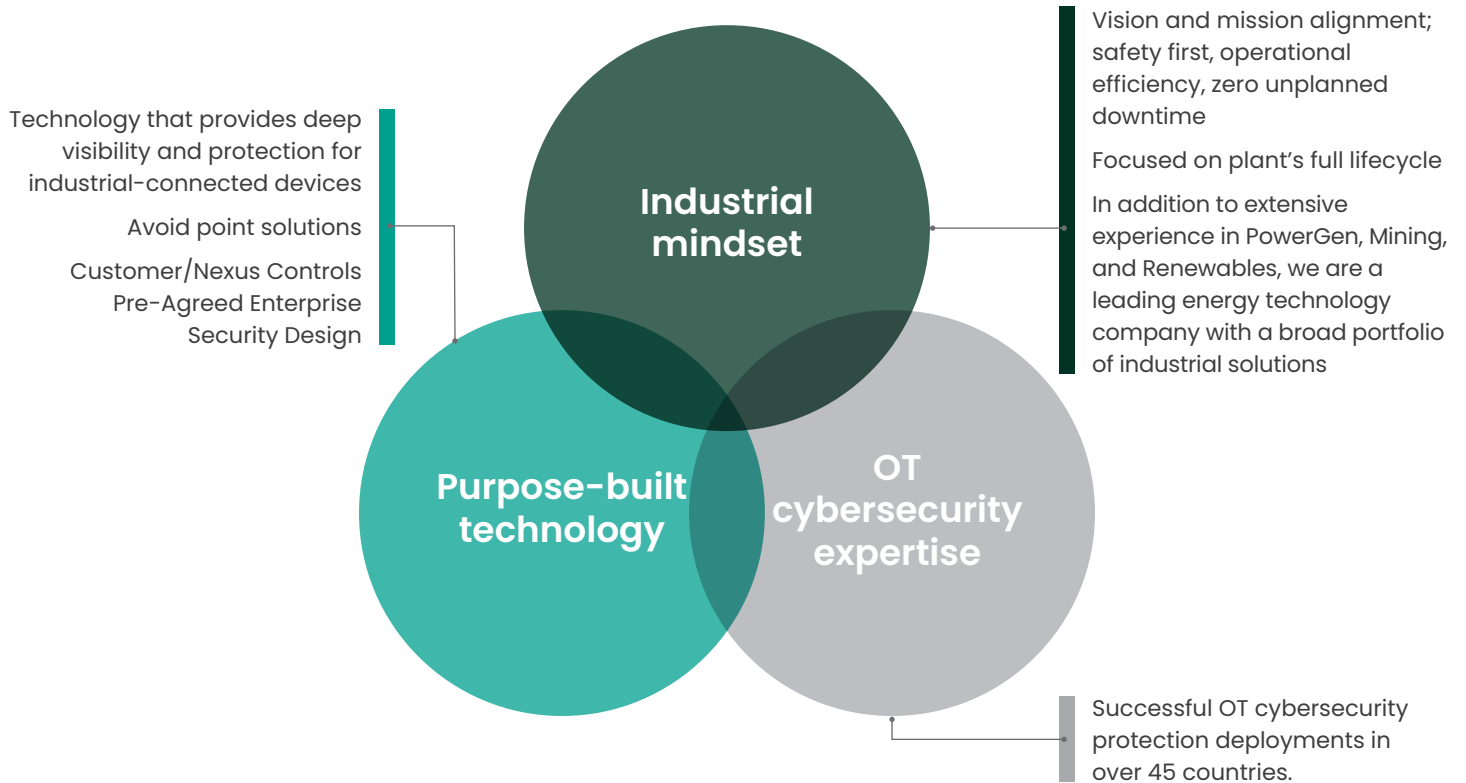 Technology that provides deep
visibility and protection for
industrial-connected devices
Avoid point solutions
Customer/Nexus Controls
Pre-Agreed Enterprise
Security Design
Industrial
mindset
Vision and mission alignment;
safety first, operational
efficiency, zero unplanned
downtime
Focused on plant’s full lifecycle
In addition to extensive
experience in PowerGen, Mining,
and Renewables, we are a
leading energy technology
company with a broad portfolio
of industrial solutions
Purpose-built
technology
OT
cybersecurity
expertise
Successful OT cybersecurity
protection deployments in
over 45 countries.